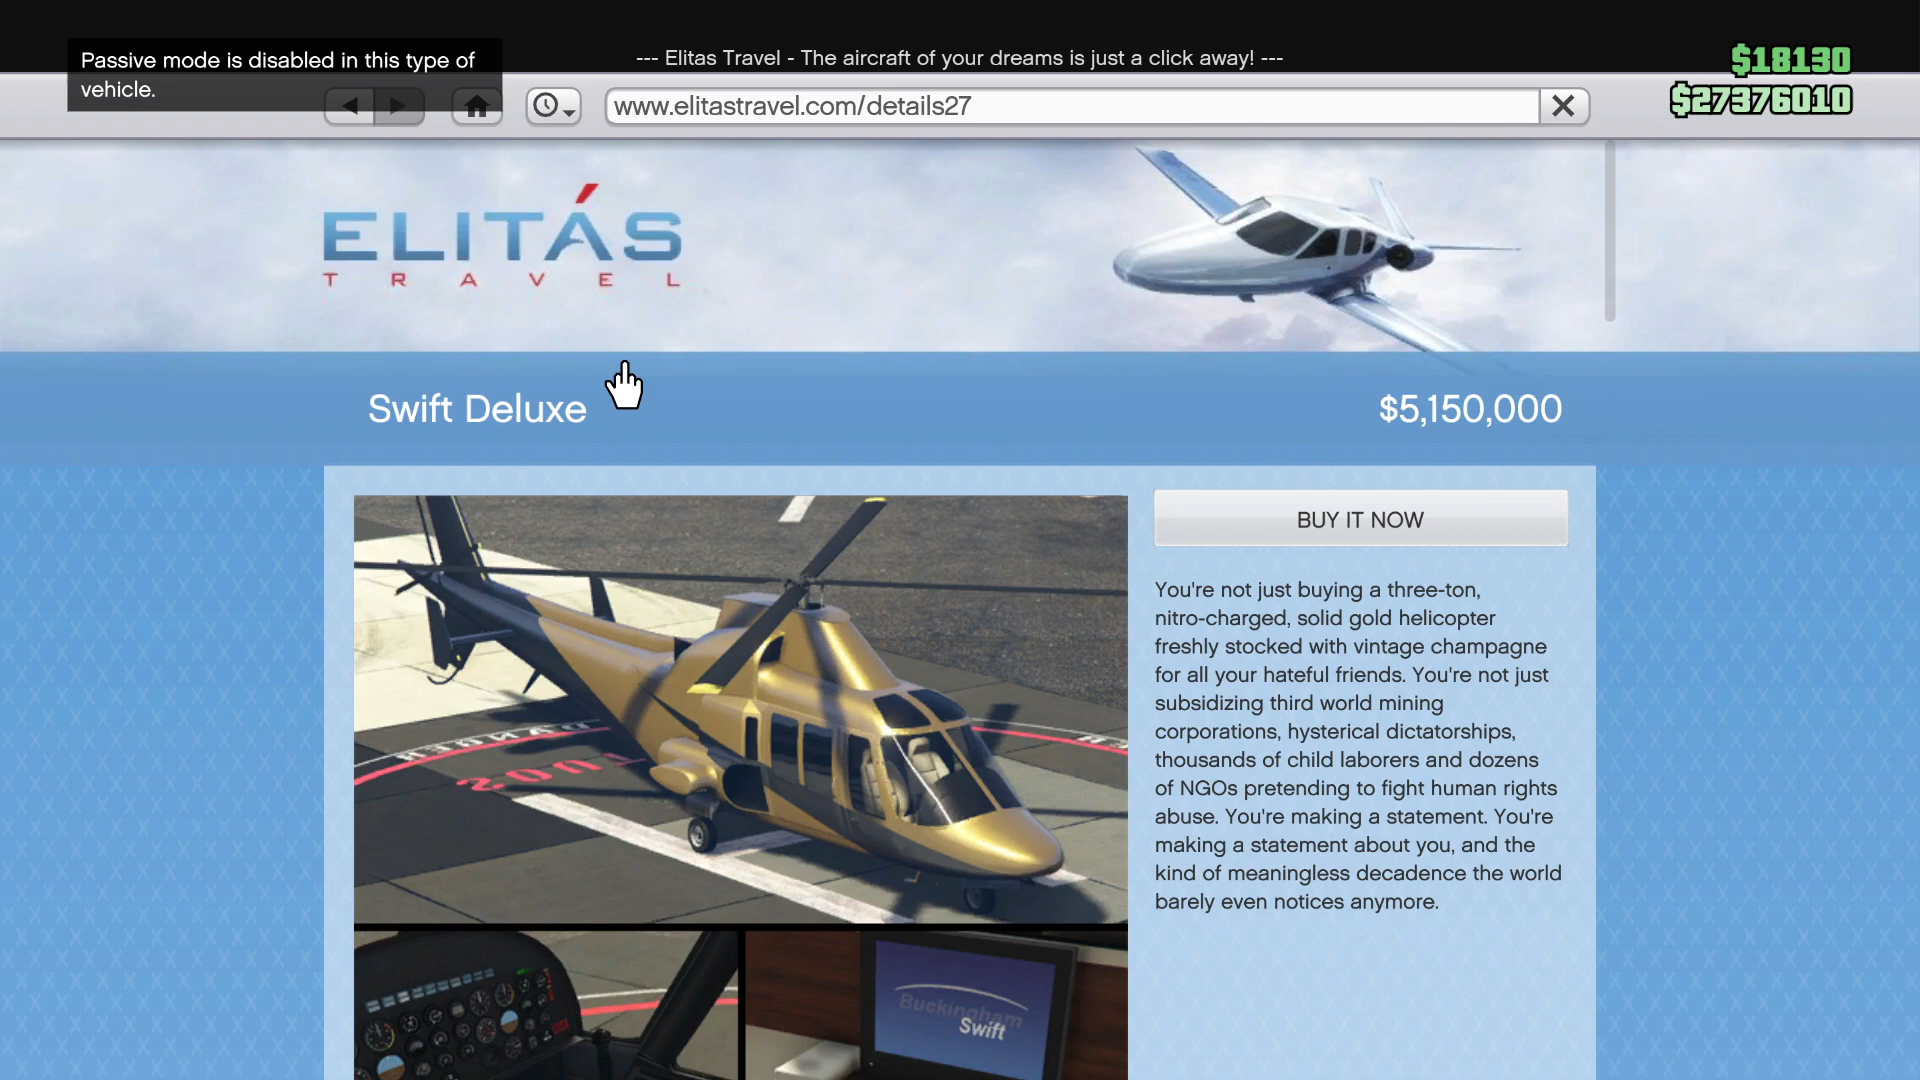 Passive mode is disabled in this type of
vehicle.
--- Elitas Travel - The aircraft of your dreams is just a click away! ---
$18130
$27376010
www.elitastravel.com/details27
ELITÁS
TRAVEL
Swift Deluxe
$5,150,000
BUY IT NOW
You're not just buying a three-ton,
nitro-charged, solid gold helicopter
freshly stocked with vintage champagne
for all your hateful friends. You're not just
subsidizing third world mining
corporations, hysterical dictatorships,
thousands of child laborers and dozens
of NGOs pretending to fight human rights
abuse. You're making a statement. You're
making a statement about you, and the
kind of meaningless decadence the world
barely even notices anymore.
Buckingham
Swift